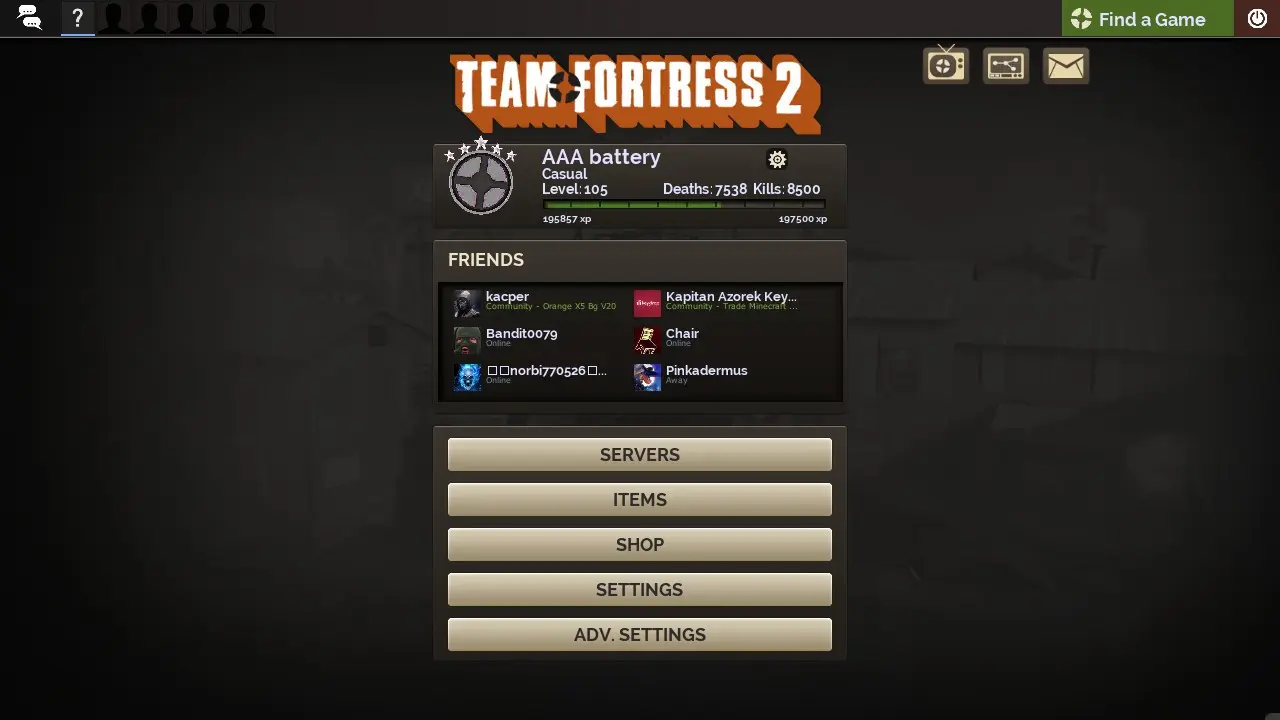 ?
Find a Game
TEAM FORTRESS 2
AAA battery
Casual
Level: 105 Deaths: 7538 Kills: 8500
195857 xp 197500 xp
FRIENDS
kacper
Community - Orange X5 Bg V20
Kapitan Azorek Key...
Community - Trade Minecraft ...
Bandit0079
Online
Chair
Online
□□norbi770526□...
Online
Pinkadermus
Away
SERVERS
ITEMS
SHOP
SETTINGS
ADV. SETTINGS